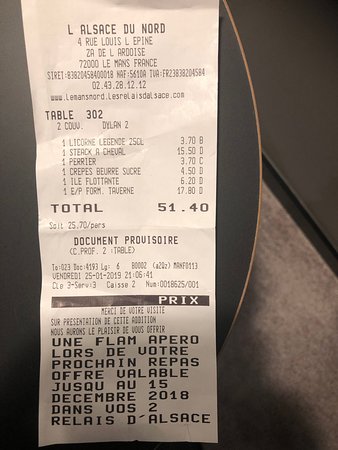 L ALSACE DU NORD
4 RUE LOUIS L EPINE
ZA DE L ARDOISE
72000 LE MANS FRANCE
SIRET:83820458400018 NAF:5610A TVA:FR23838204584
02.43.28.12.12
www.lemansnord.lesrelaisdalsace.com
TABLE 302
2 COUV. DYLAN 2
1 LICORNE LEGENDE 25CL 3.70 B
1 STEACK A CHEVAL 15.50 D
1 PERRIER 3.70 C
1 CREPES BEURRE SUCRE 4.50 D
1 ILE FLOTTANTE 6.20 D
1 E/P FORM. TAVERNE 17.80 D
TOTAL 51.40
Soit 25.70/pers
DOCUMENT PROVISOIRE
(C.PROF. 2 :TABLE)
To:023 Doc:4193 Lg: 6 B0002 (a2Qz) MANF0113
VENDREDI 25-01-2019 21:06:41
Cle 3-Serv:3 Caisse 2 Num:0018625/001
PRIX
MERCI DE VOTRE VISITE
SUR PRESENTATION DE CETTE ADDITION
NOUS AURONS LE PLAISIR DE VOUS OFFRIR
UNE FLAM APERO
LORS DE VOTRE
PROCHAIN REPAS
OFFRE VALABLE
JUSQU AU 15
DECEMBRE 2018
DANS VOS 2
RELAIS D´ALSACE